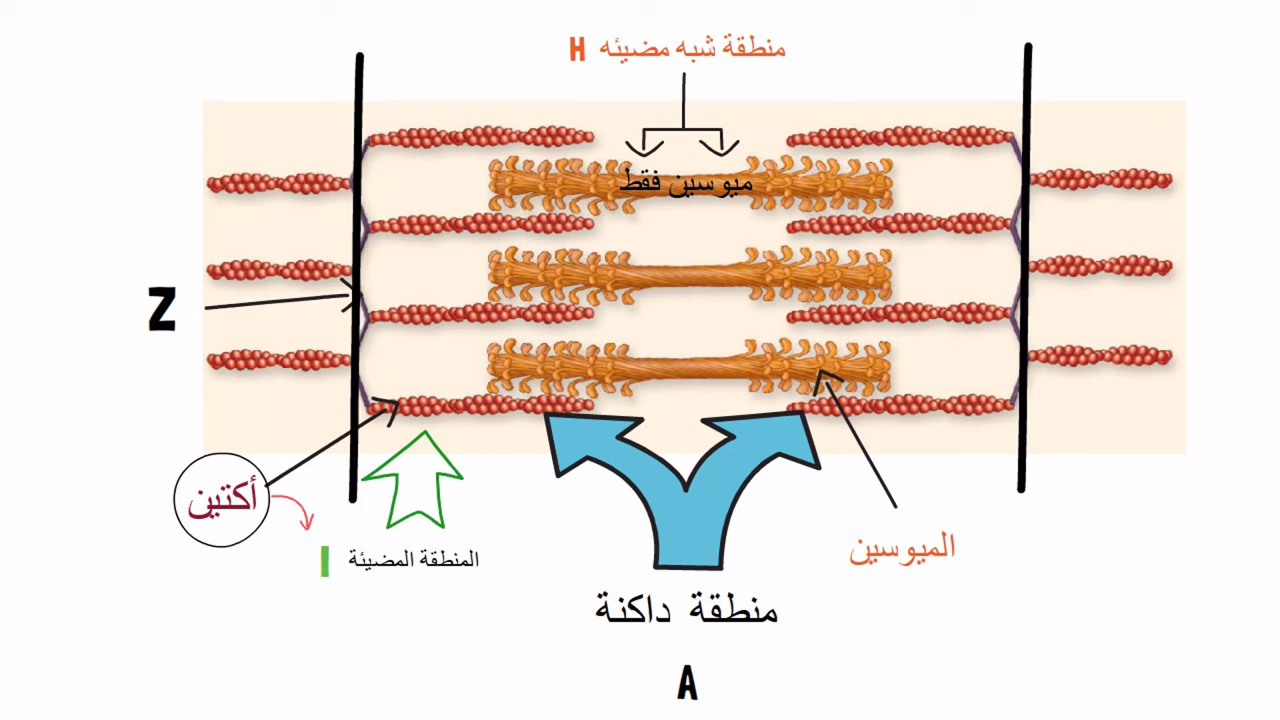 منطقة شبه مضيئه H
ميوسين فقط
Z
أكتين
المنطقة المضيئة I
الميوسين
منطقة داكنة
A